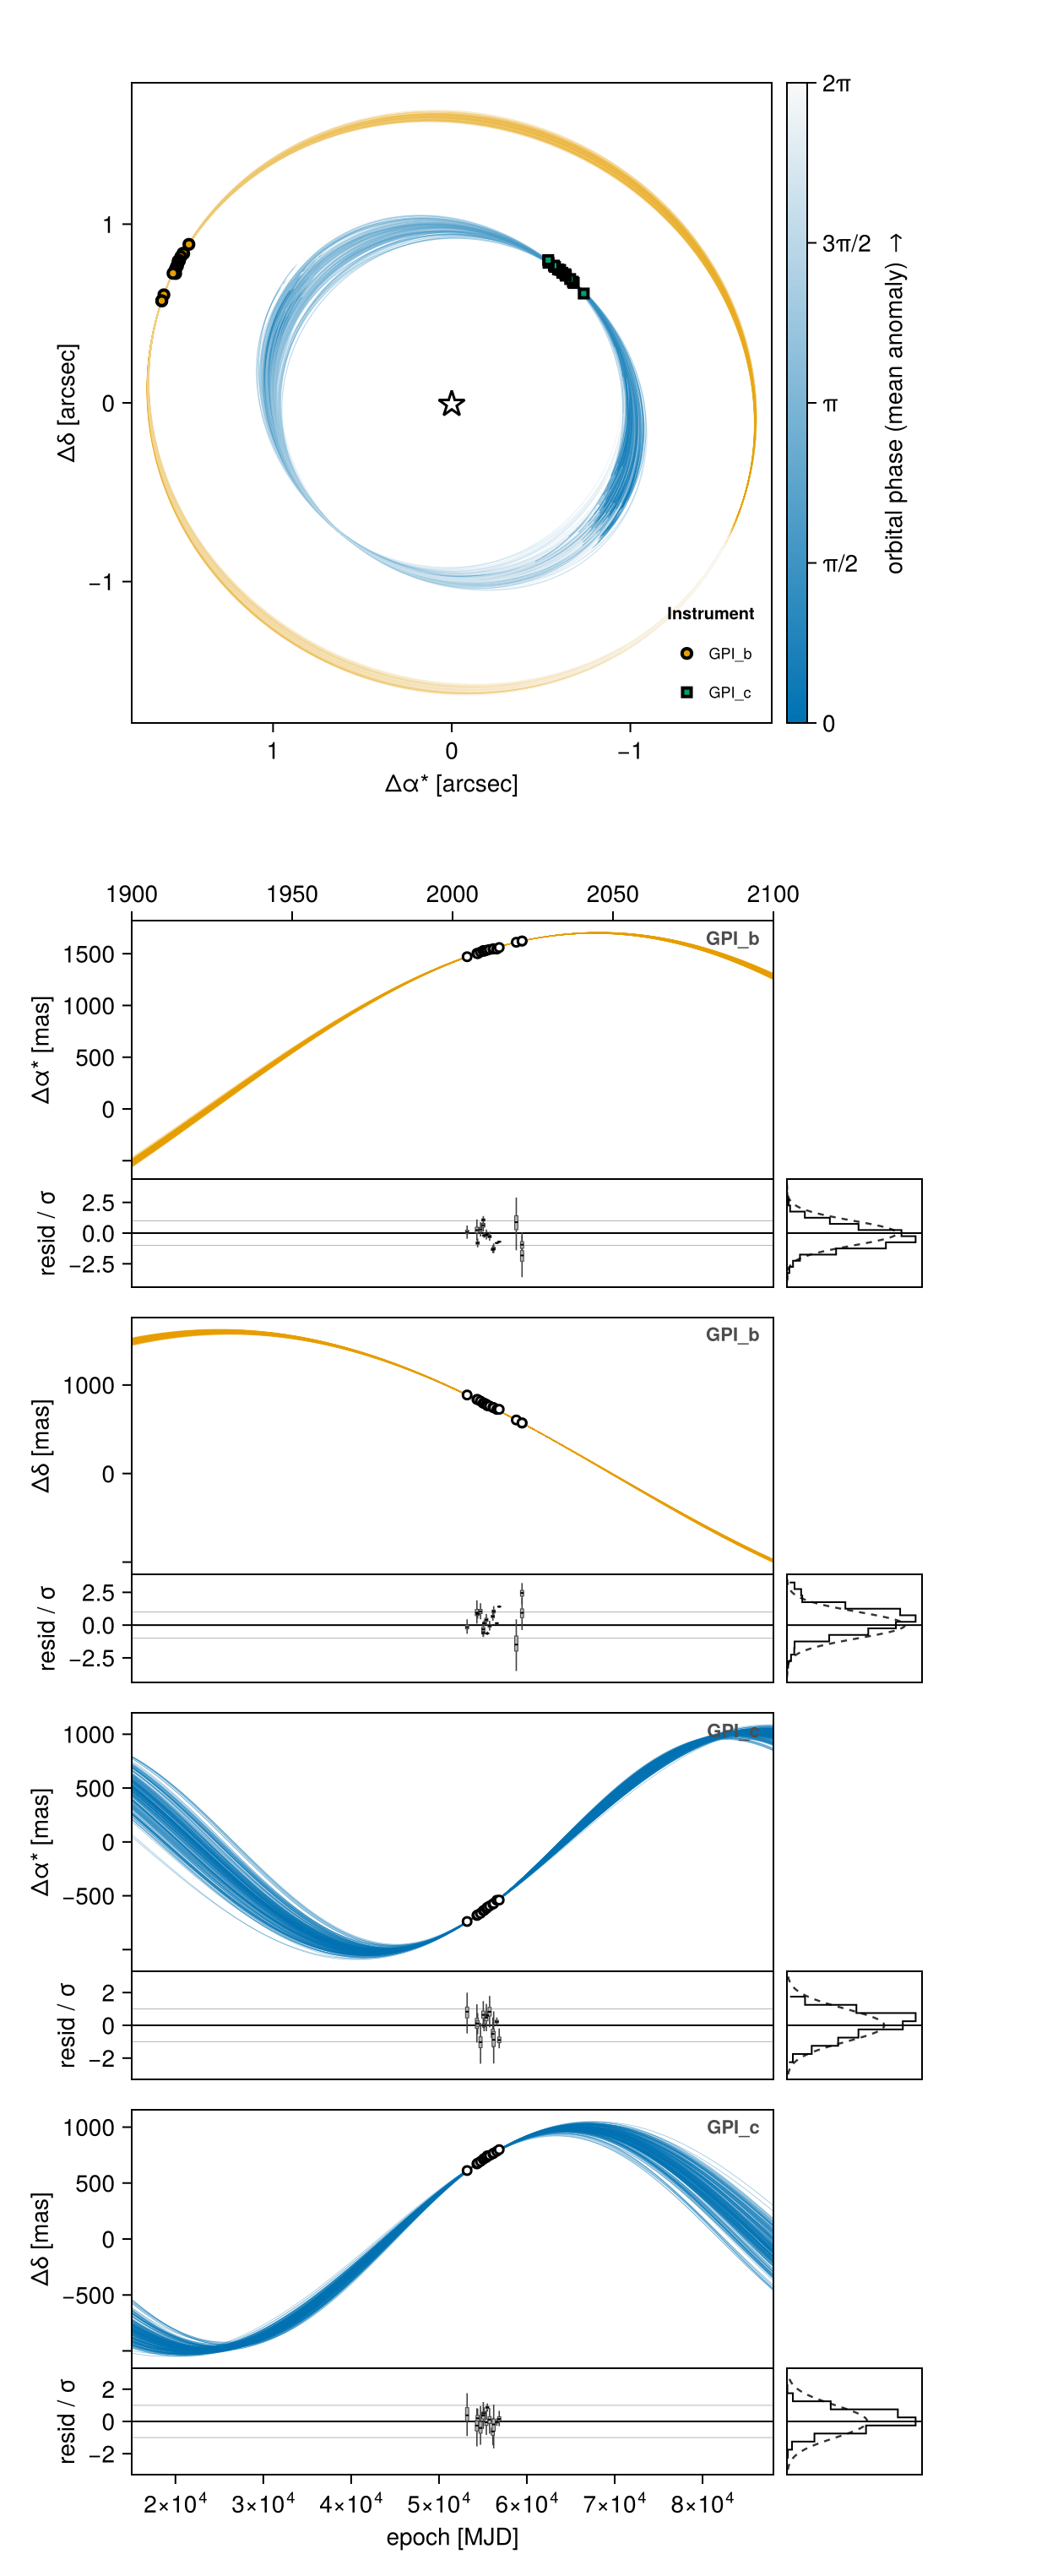 2π
3π/2
π
π/2
0
orbital phase (mean anomaly) →
1
0
−1
Δδ [arcsec]
1
0
−1
Δα* [arcsec]
Instrument
GPI_b
GPI_c
1900 1950 2000 2050 2100
GPI_b
1500
1000
500
0
Δα* [mas]
2.5
0.0
−2.5
resid / σ
GPI_b
1000
0
Δδ [mas]
2.5
0.0
−2.5
resid / σ
GPI_c
1000
500
0
−500
Δα* [mas]
2
0
−2
resid / σ
GPI_c
1000
500
0
−500
Δδ [mas]
2
0
−2
resid / σ
2×10⁴ 3×10⁴ 4×10⁴ 5×10⁴ 6×10⁴ 7×10⁴ 8×10⁴
epoch [MJD]